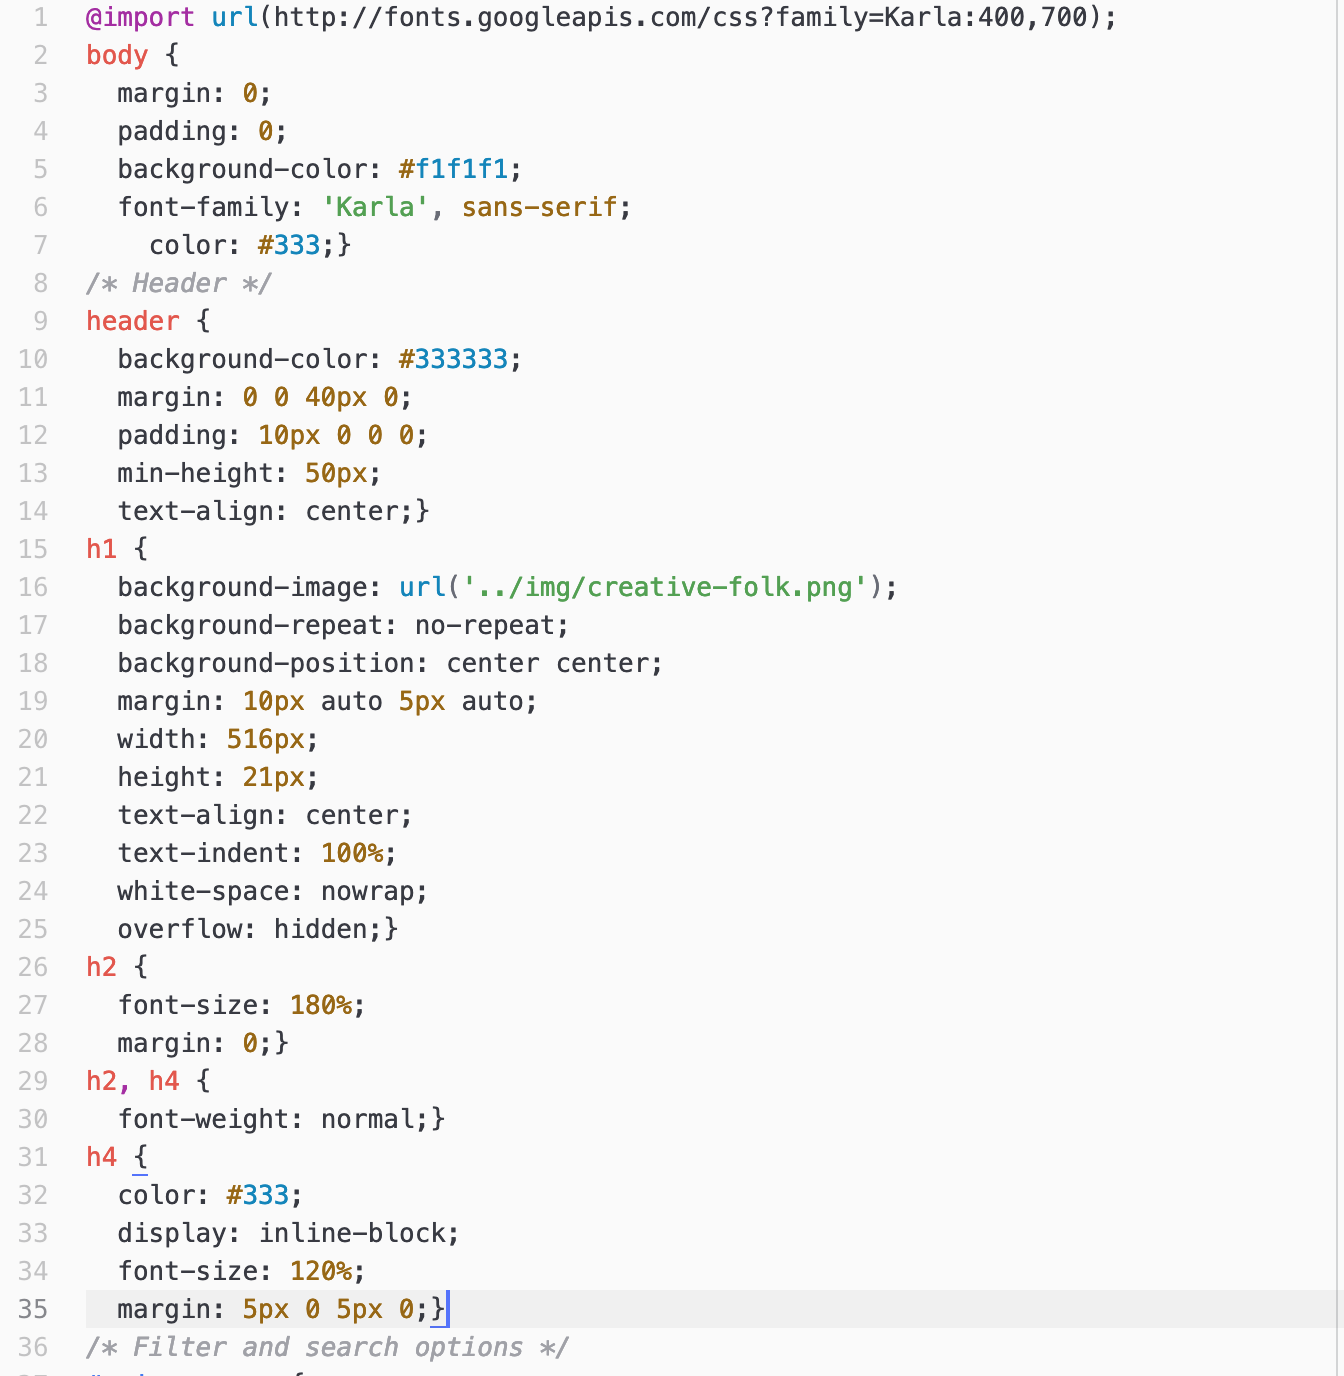 1 @import url(http://fonts.googleapis.com/css?family=Karla:400,700);
2 body {
3 margin: 0;
4 padding: 0;
5 background-color: #f1f1f1;
6 font-family: 'Karla', sans-serif;
7 color: #333;}
8 /* Header */
9 header {
10 background-color: #333333;
11 margin: 0 0 40px 0;
12 padding: 10px 0 0 0;
13 min-height: 50px;
14 text-align: center;}
15 h1 {
16 background-image: url('../img/creative-folk.png');
17 background-repeat: no-repeat;
18 background-position: center center;
19 margin: 10px auto 5px auto;
20 width: 516px;
21 height: 21px;
22 text-align: center;
23 text-indent: 100%;
24 white-space: nowrap;
25 overflow: hidden;}
26 h2 {
27 font-size: 180%;
28 margin: 0;}
29 h2, h4 {
30 font-weight: normal;}
31 h4 {
32 color: #333;
33 display: inline-block;
34 font-size: 120%;
35 margin: 5px 0 5px 0;}
36 /* Filter and search options */